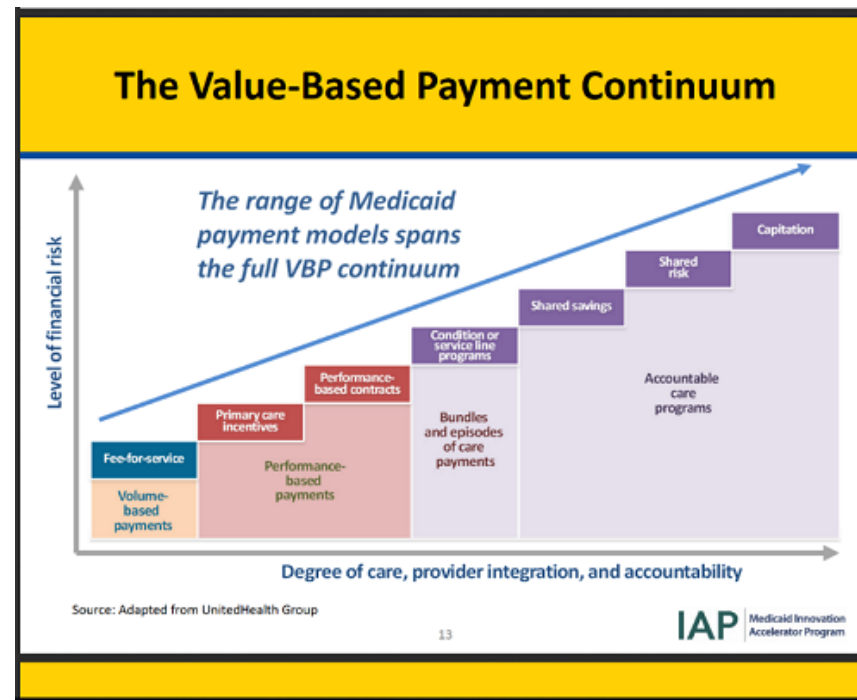 The Value-Based Payment Continuum
The range of Medicaid
payment models spans
the full VBP continuum
Level of financial risk
Capitation
Shared
risk
Shared savings
Condition or
service line
programs
Performance-
based contracts
Primary care
incentives
Fee-for-service
Volume-
based
payments
Performance-
based
payments
Bundles
and episodes
of care
payments
Accountable
care
programs
Degree of care, provider integration, and accountability
Source: Adapted from UnitedHealth Group
13
IAP
Medicaid Innovation
Accelerator Program